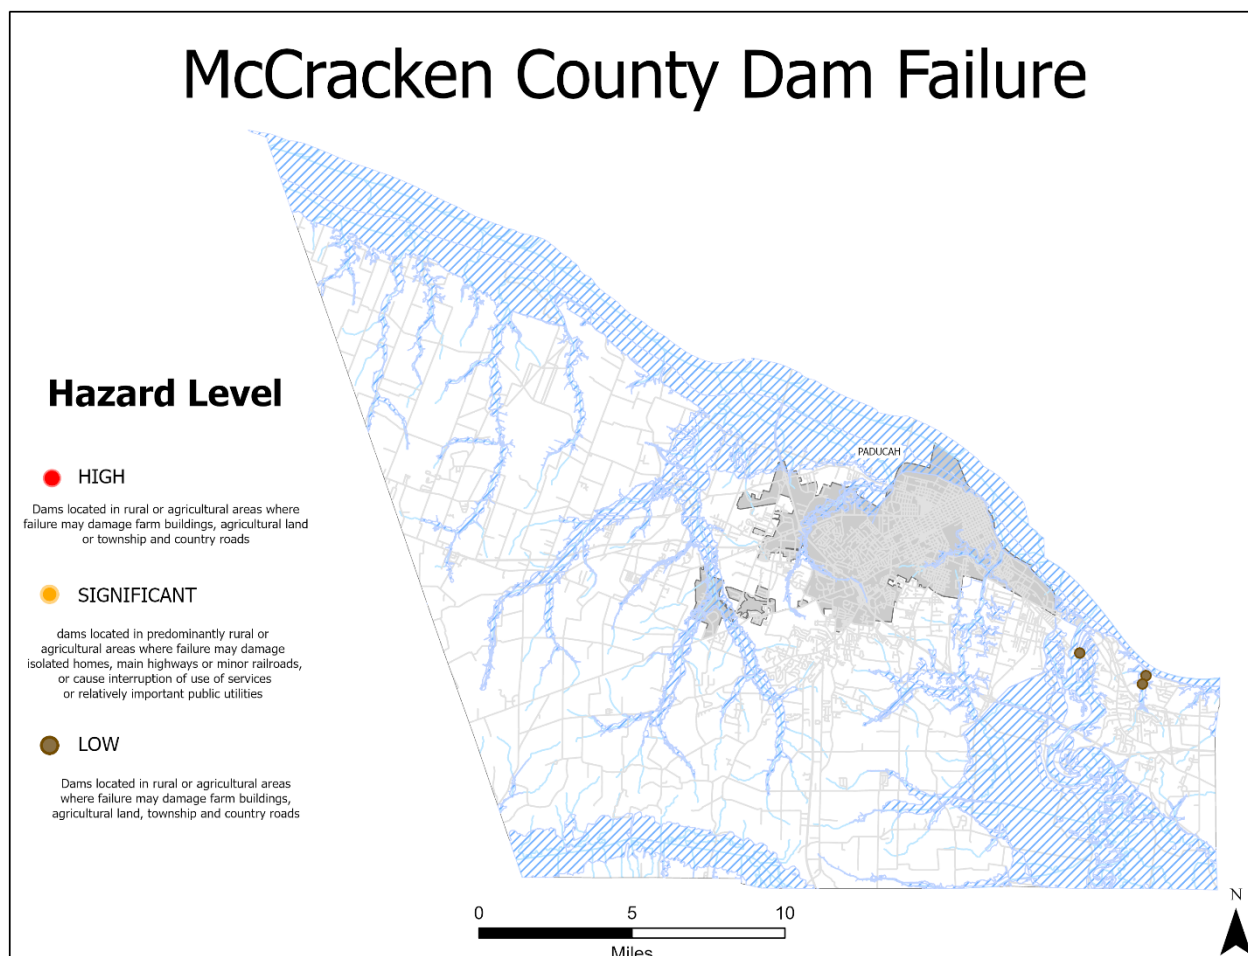 McCracken County Dam Failure
PADUCAH
Hazard Level
HIGH
Dams located in rural or agricultural areas where
failure may damage farm buildings, agricultural land
or township and country roads
SIGNIFICANT
dams located in predominantly rural or
agricultural areas where failure may damage
isolated homes, main highways or minor railroads,
or cause interruption of use of services
or relatively important public utilities
LOW
Dams located in rural or agricultural areas
where failure may damage farm buildings,
agricultural land, township and country roads
0 5 10
Miles
N